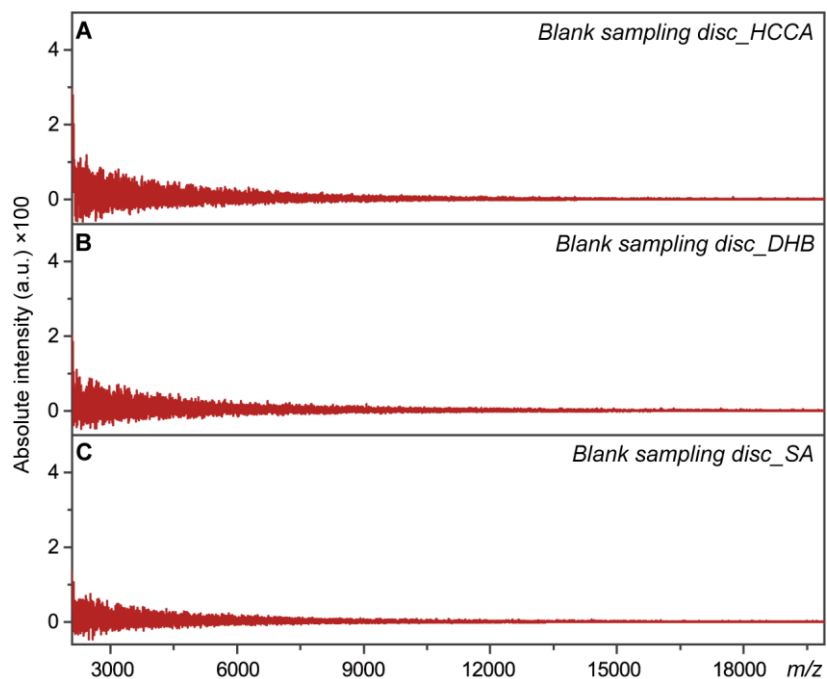 A
Blank sampling disc_HCCA
4
2
0
B
Blank sampling disc_DHB
4
2
0
C
Blank sampling disc_SA
4
2
0
Absolute intensity (a.u.) ×100
3000 6000 9000 12000 15000 18000 m/z